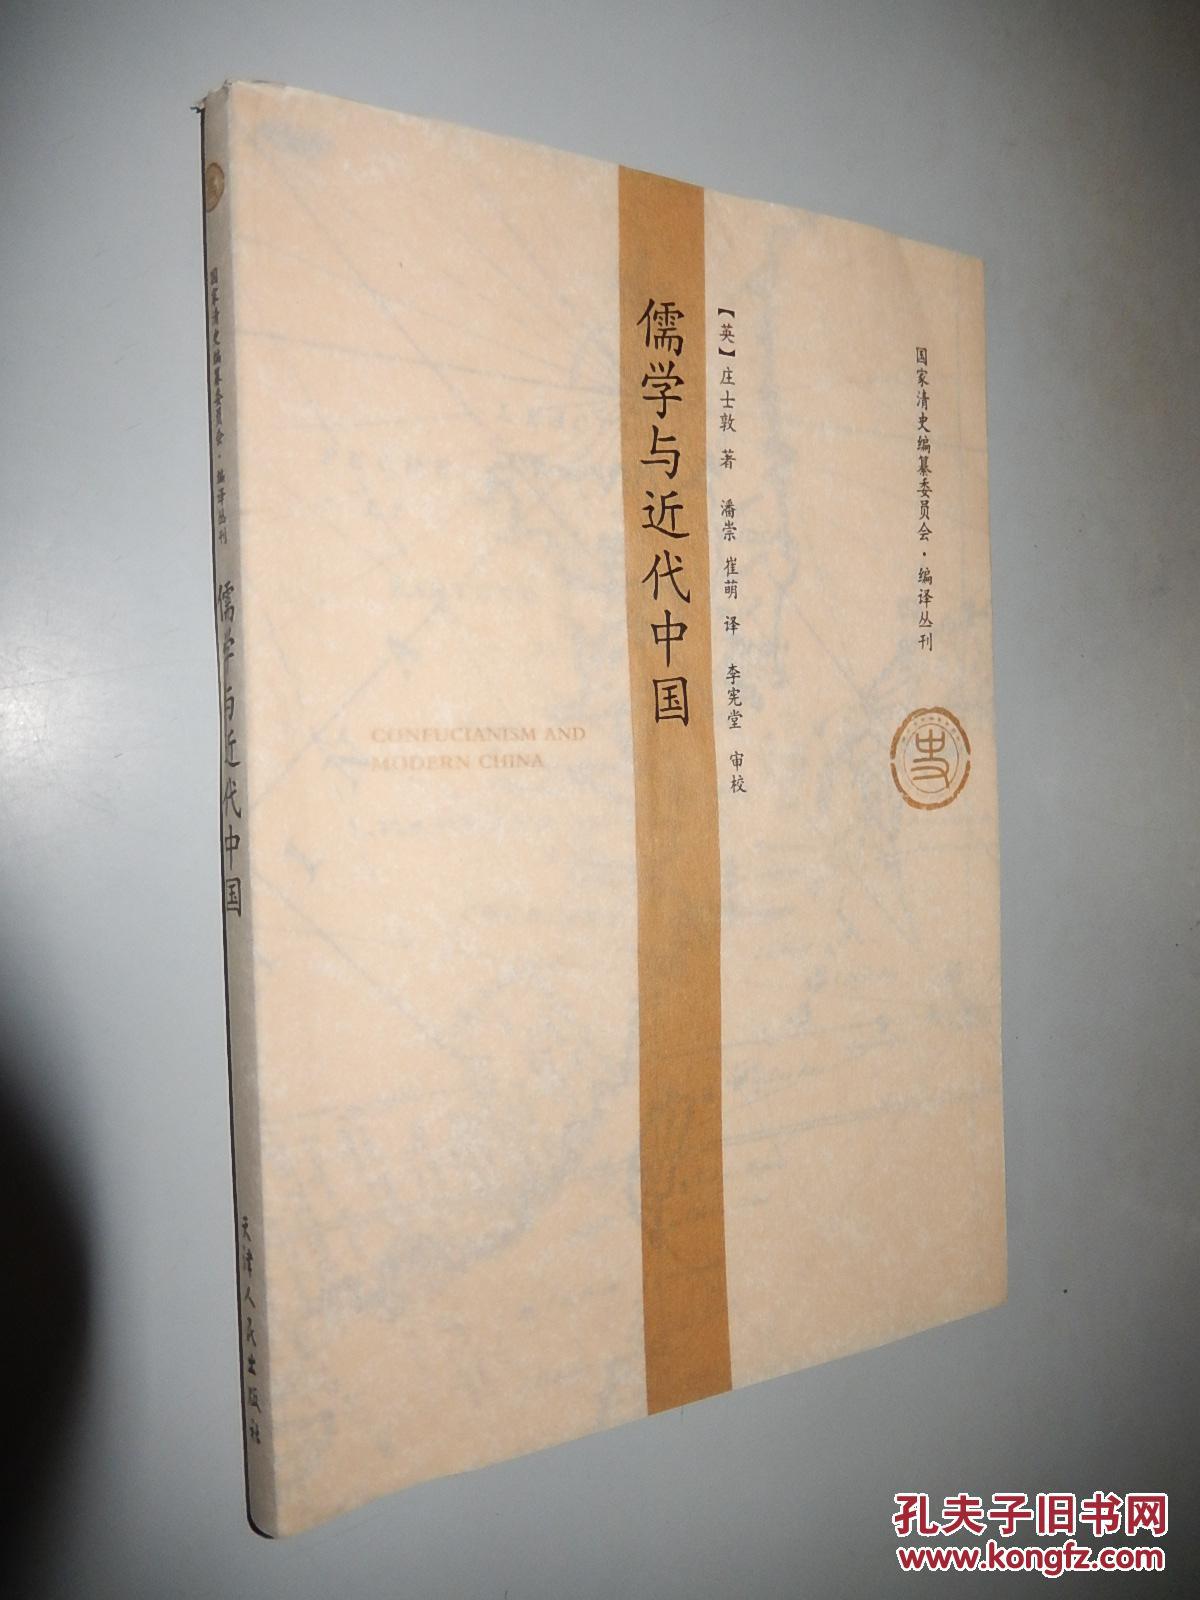 国家清史编纂委员会·编译丛刊
【英】庄士敦 著 潘崇 崔萌 译 李宪堂 审校
儒学与近代中国
CONFUCIANISM AND
MODERN CHINA
史
国家清史编纂委员会·编译丛刊
儒学与近代中国
天津人民出版社
孔夫子旧书网
www.kongfz.com